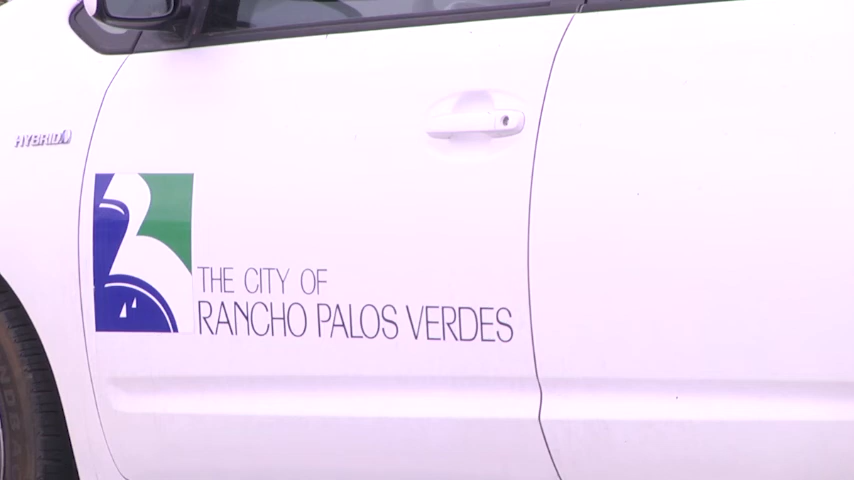 HYBRID
THE CITY OF
RANCHO PALOS VERDES